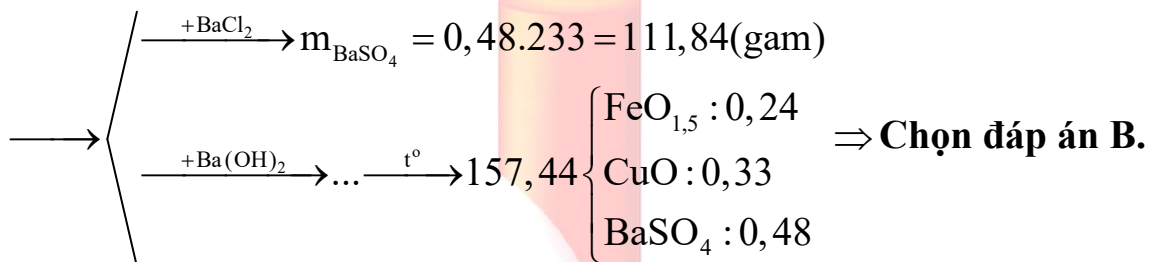 +BaCl₂ → m_BaSO₄ = 0,48.233 = 111,84(gam)
+Ba(OH)₂ → ... t° → 157,44 { FeO₁,₅ : 0,24
CuO : 0,33
BaSO₄ : 0,48
⇒ Chọn đáp án B.